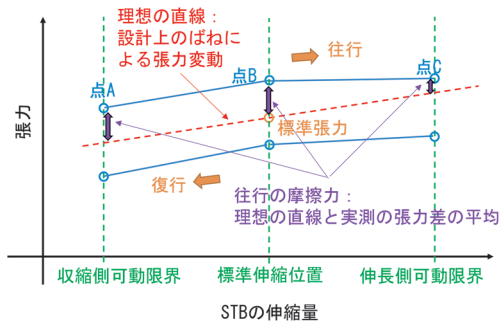 理想の直線：
設計上のばねに
よる張力変動
往行
点A
点B
点C
張力
標準張力
復行
往行の摩擦力：
理想の直線と実測の張力差の平均
収縮側可動限界
標準伸縮位置
伸長側可動限界
STBの伸縮量